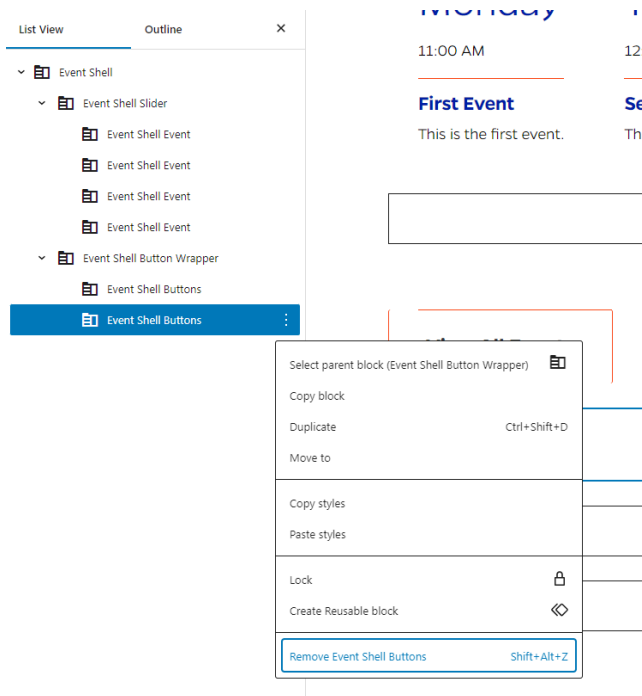 List View Outline
Event Shell
Event Shell Slider
Event Shell Event
Event Shell Event
Event Shell Event
Event Shell Event
Event Shell Button Wrapper
Event Shell Buttons
Event Shell Buttons
Select parent block (Event Shell Button Wrapper)
Copy block
Duplicate Ctrl+Shift+D
Move to
Copy styles
Paste styles
Lock
Create Reusable block
Remove Event Shell Buttons Shift+Alt+Z
Monday
11:00 AM 12
First Event Se
This is the first event. Th